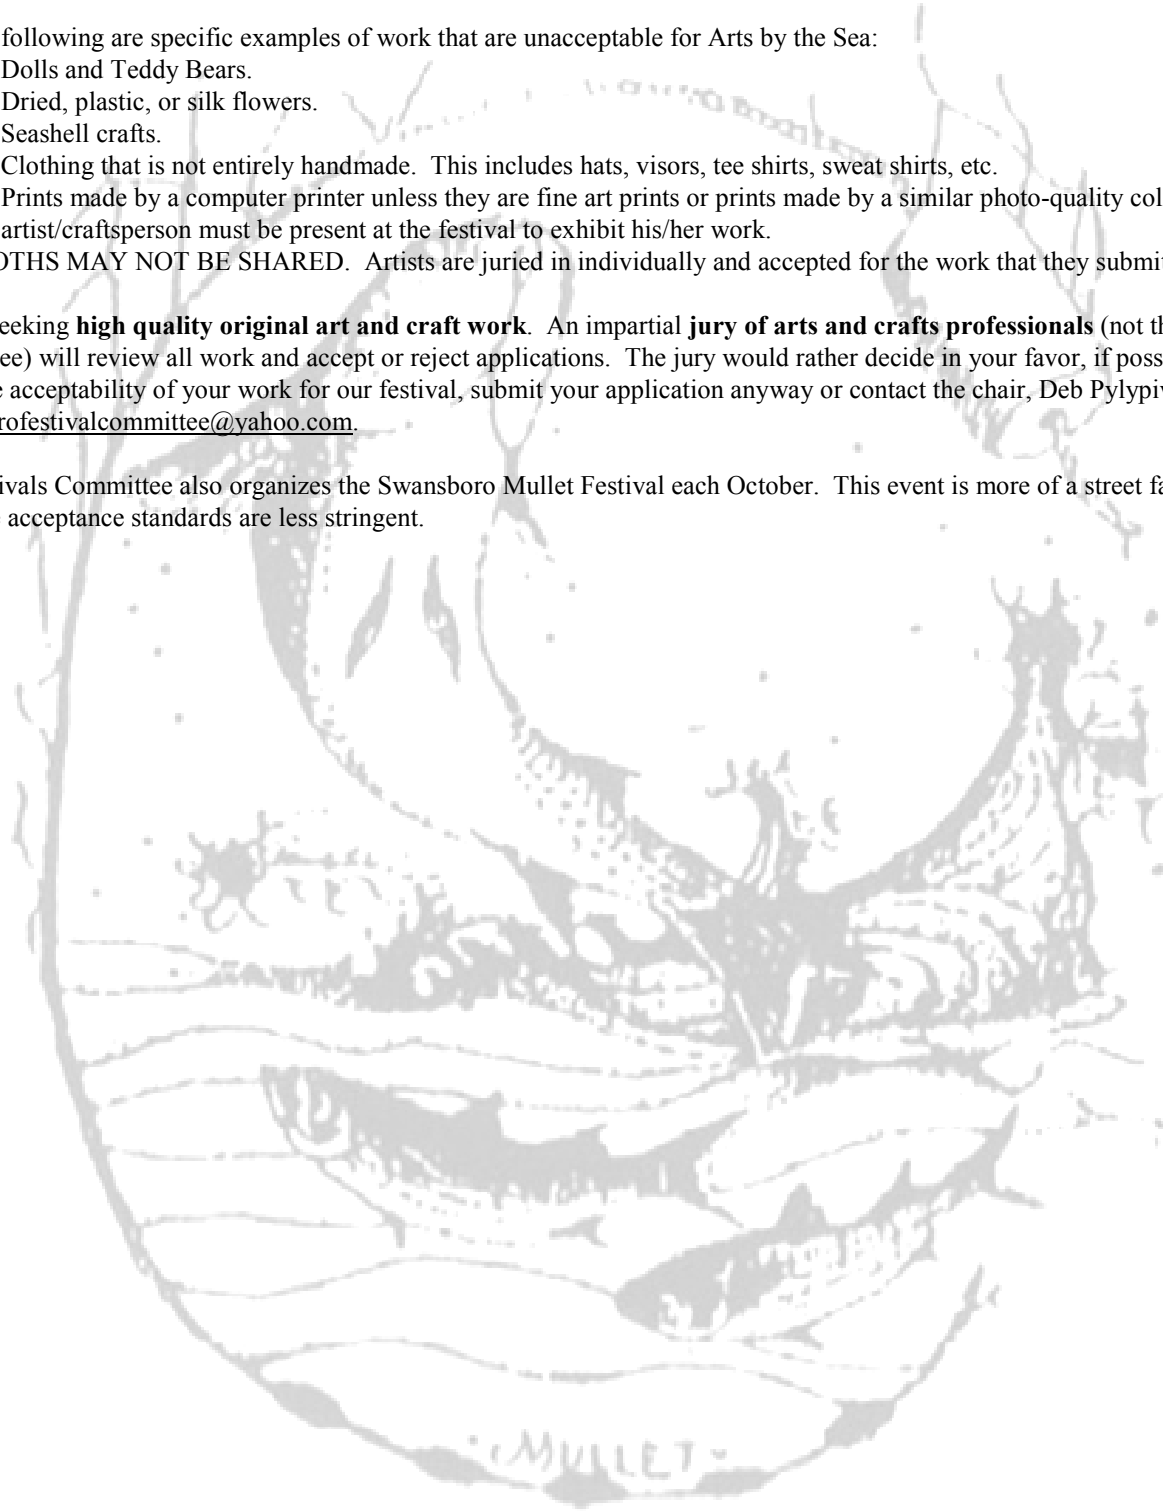 following are specific examples of work that are unacceptable for Arts by the Sea:
Dolls and Teddy Bears.
Dried, plastic, or silk flowers.
Seashell crafts.
Clothing that is not entirely handmade. This includes hats, visors, tee shirts, sweat shirts, etc.
Prints made by a computer printer unless they are fine art prints or prints made by a similar photo-quality col
artist/craftsperson must be present at the festival to exhibit his/her work.
OTHS MAY NOT BE SHARED. Artists are juried in individually and accepted for the work that they submit
eeking high quality original art and craft work. An impartial jury of arts and crafts professionals (not th
ee) will review all work and accept or reject applications. The jury would rather decide in your favor, if poss
e acceptability of your work for our festival, submit your application anyway or contact the chair, Deb Pylypiv
rofestivalcommittee@yahoo.com.
ivals Committee also organizes the Swansboro Mullet Festival each October. This event is more of a street fa
e acceptance standards are less stringent.
MULLET